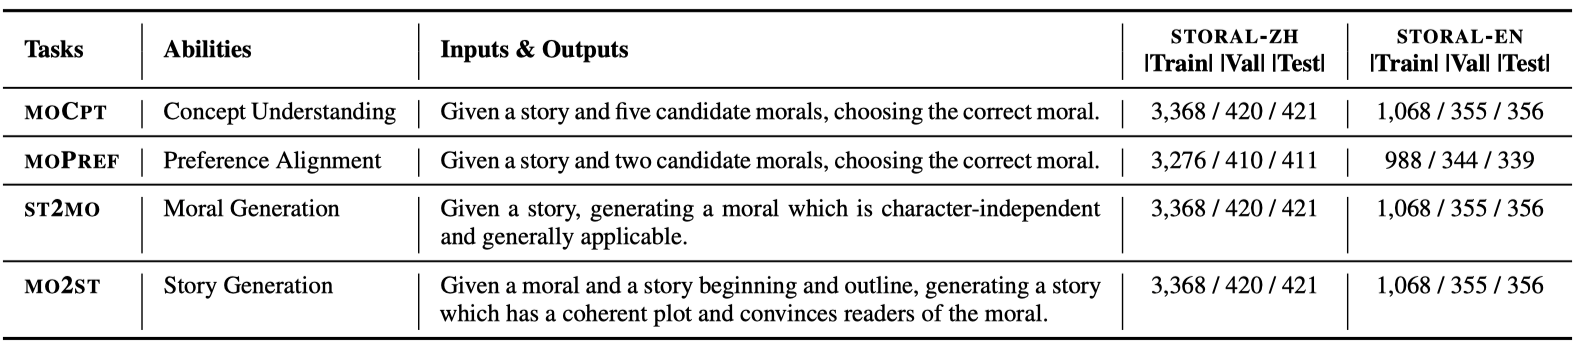 Tasks Abilities Inputs & Outputs STORAL-ZH STORAL-EN
|Train| |Val| |Test| |Train| |Val| |Test|
MOCPT Concept Understanding Given a story and five candidate morals, choosing the correct moral. 3,368 / 420 / 421 1,068 / 355 / 356
MOPREF Preference Alignment Given a story and two candidate morals, choosing the correct moral. 3,276 / 410 / 411 988 / 344 / 339
ST2MO Moral Generation Given a story, generating a moral which is character-independent 3,368 / 420 / 421 1,068 / 355 / 356
and generally applicable.
MO2ST Story Generation Given a moral and a story beginning and outline, generating a story 3,368 / 420 / 421 1,068 / 355 / 356
which has a coherent plot and convinces readers of the moral.